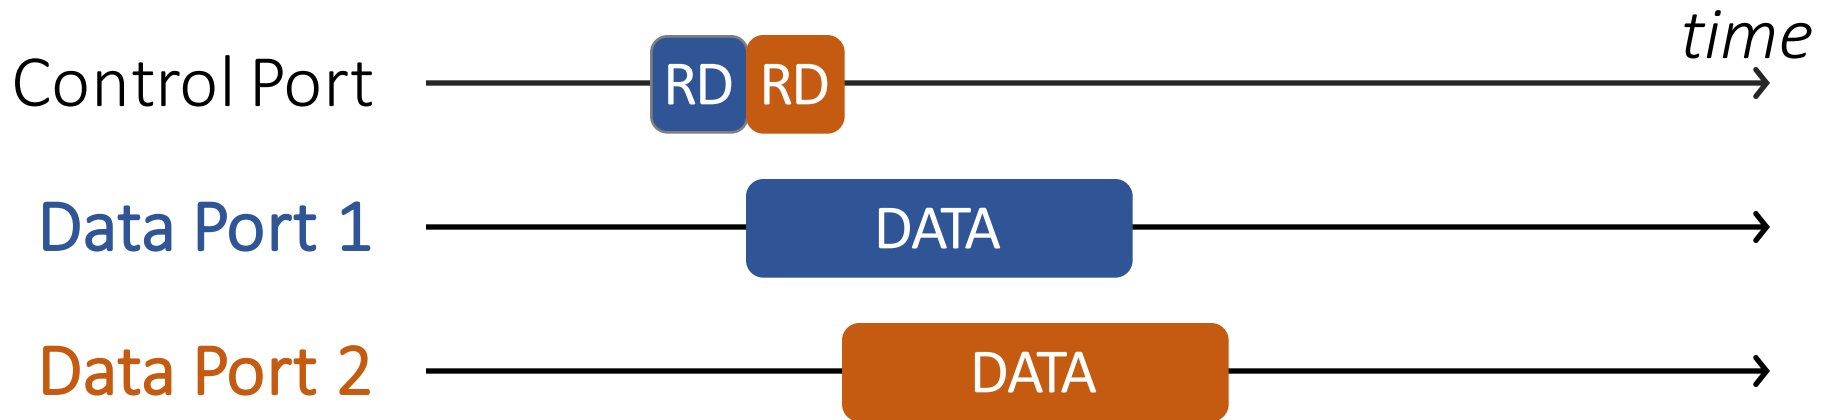 time
Control Port RD RD
Data Port 1 DATA
Data Port 2 DATA